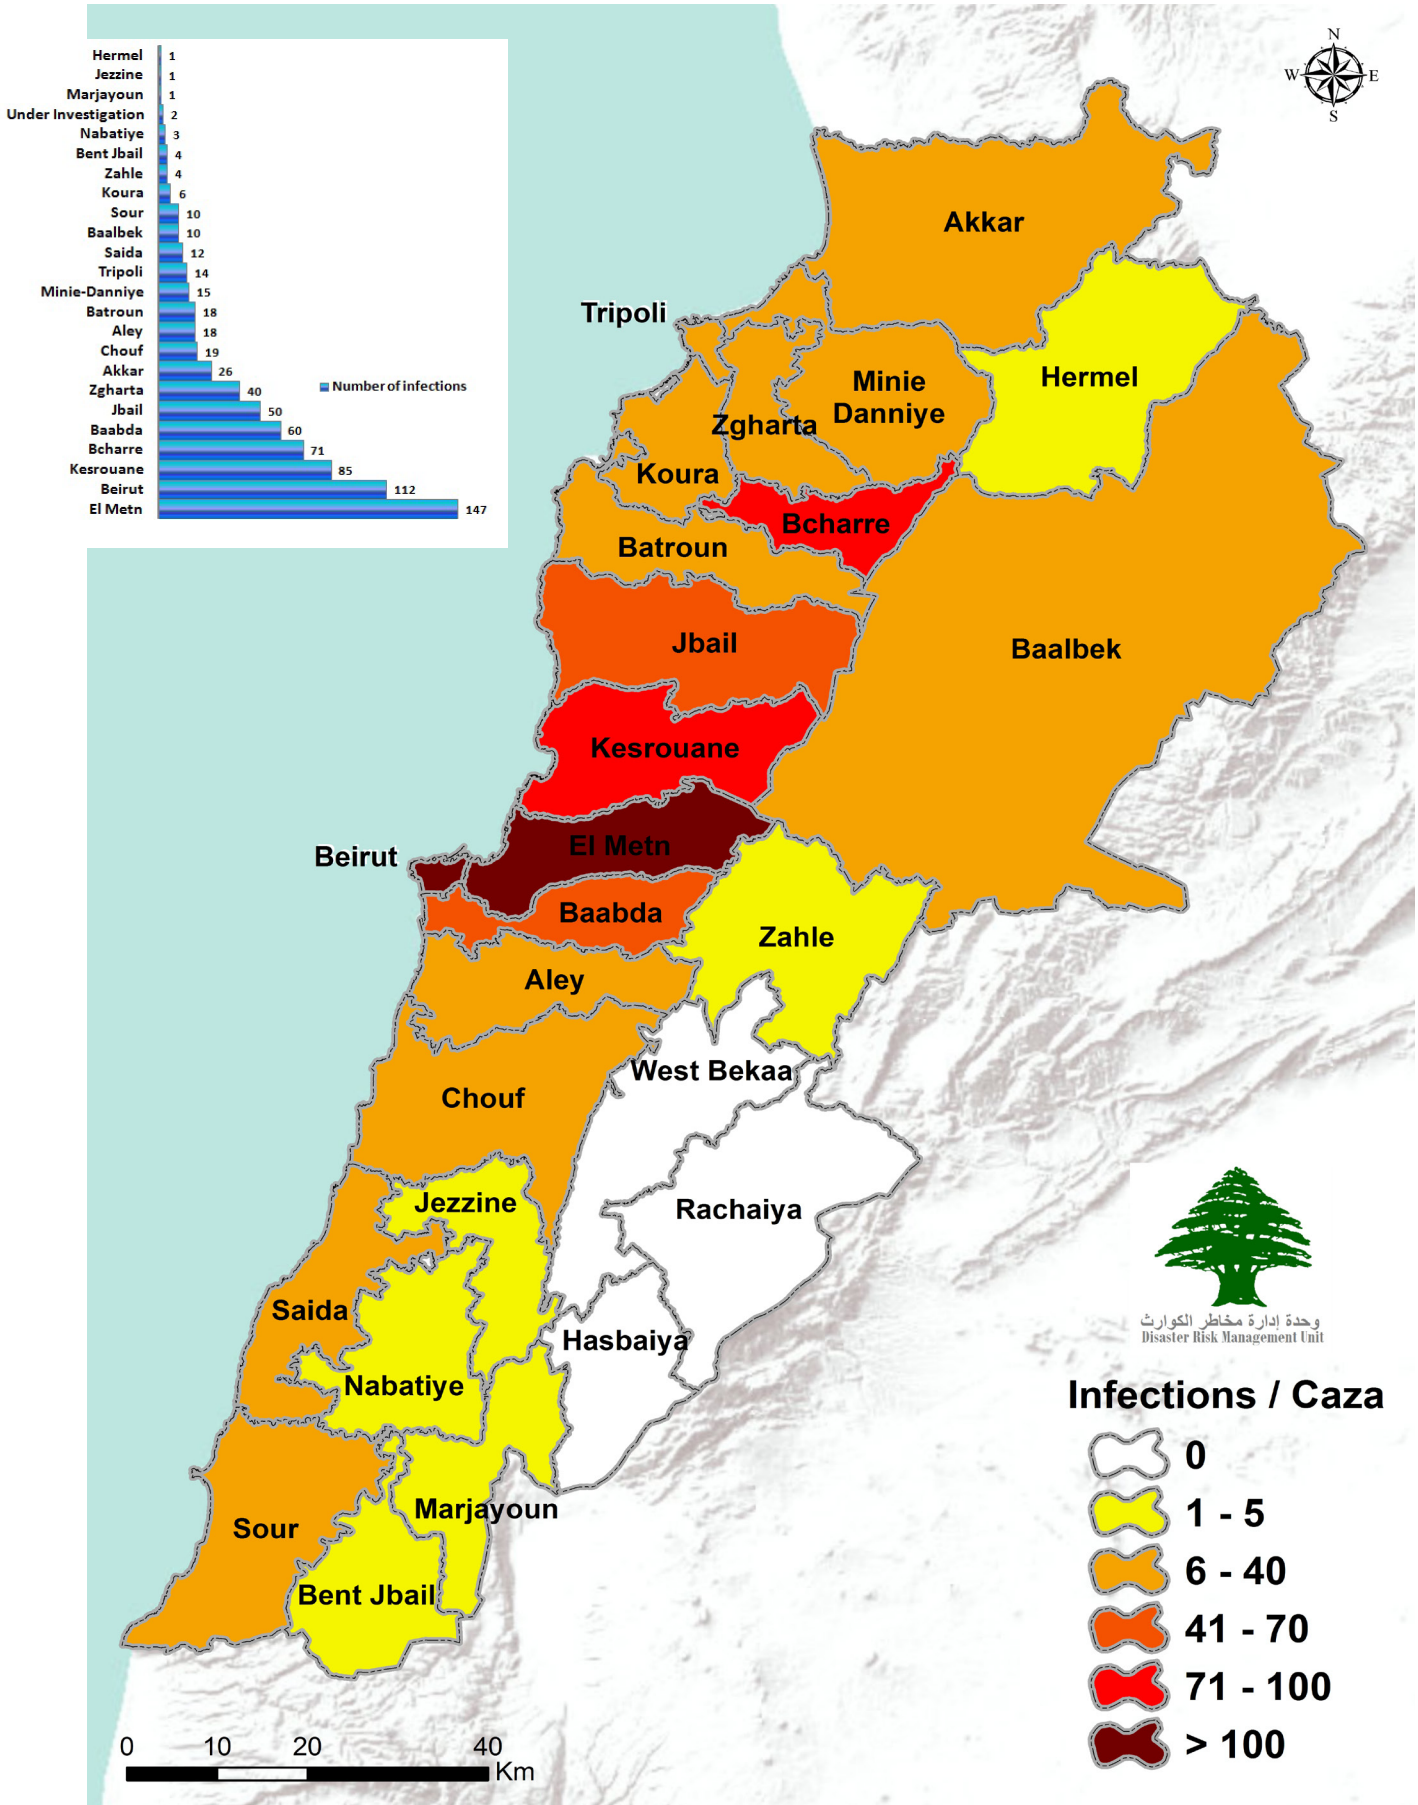 Hermel 1
Jezzine 1
Marjayoun 1
Under Investigation 2
Nabatiye 3
Bent Jbail 4
Zahle 4
Koura 6
Sour 10
Baalbek 10
Saida 12
Tripoli 14
Minie-Danniye 15
Batroun 18
Aley 18
Chouf 19
Akkar 26
Zgharta 40
Jbail 50
Baabda 60
Bcharre 71
Kesrouane 85
Beirut 112
El Metn 147
Number of infections
N
W E
S
Akkar
Tripoli
Hermel
Minie
Danniye
Zgharta
Koura
Bcharre
Batroun
Jbail
Baalbek
Kesrouane
El Metn
Beirut
Baabda
Zahle
Aley
West Bekaa
Chouf
Jezzine
Rachaiya
Saida
Hasbaiya
Nabatiye
Marjayoun
Sour
Bent Jbail
وحدة إدارة مخاطر الكوارث
Disaster Risk Management Unit
Infections / Caza
0
1 - 5
6 - 40
41 - 70
71 - 100
> 100
0 10 20 40
Km